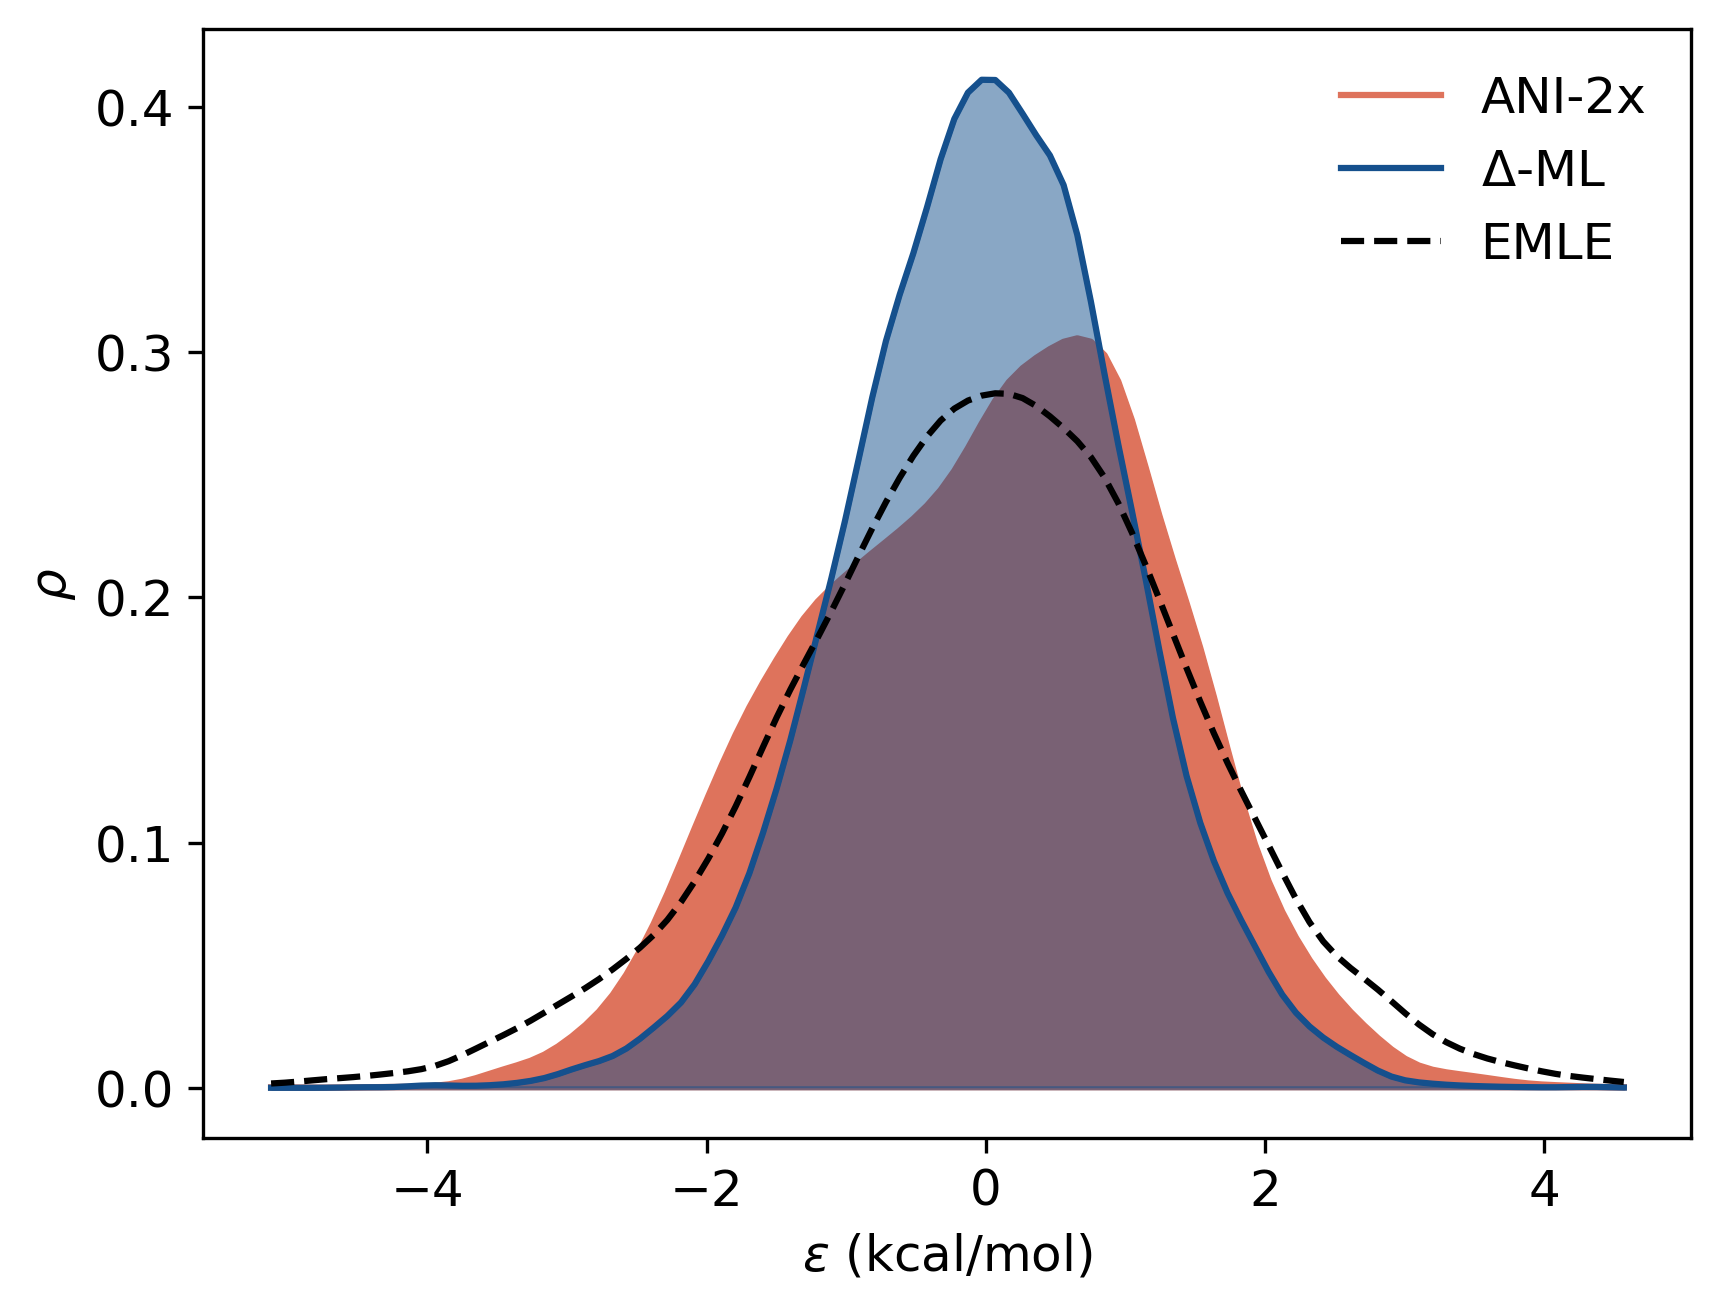 ANI-2x
Δ-ML
EMLE
0.4
0.3
0.2
0.1
0.0
ρ
−4 −2 0 2 4
ε (kcal/mol)